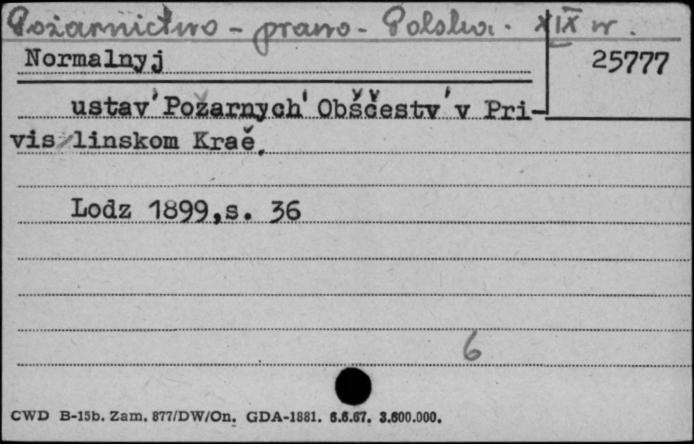 Pożarnictwo - prawo - Polska. XIX w.
Normalnyj
25777
ustav' Požarnych' Obščestv' v Pri-
vislinskom Kraě.
Lodz 1899, s. 36
6
CWD B-15b. Zam. 877/DW/On. GDA-1881. 6.6.67. 3.600.000.